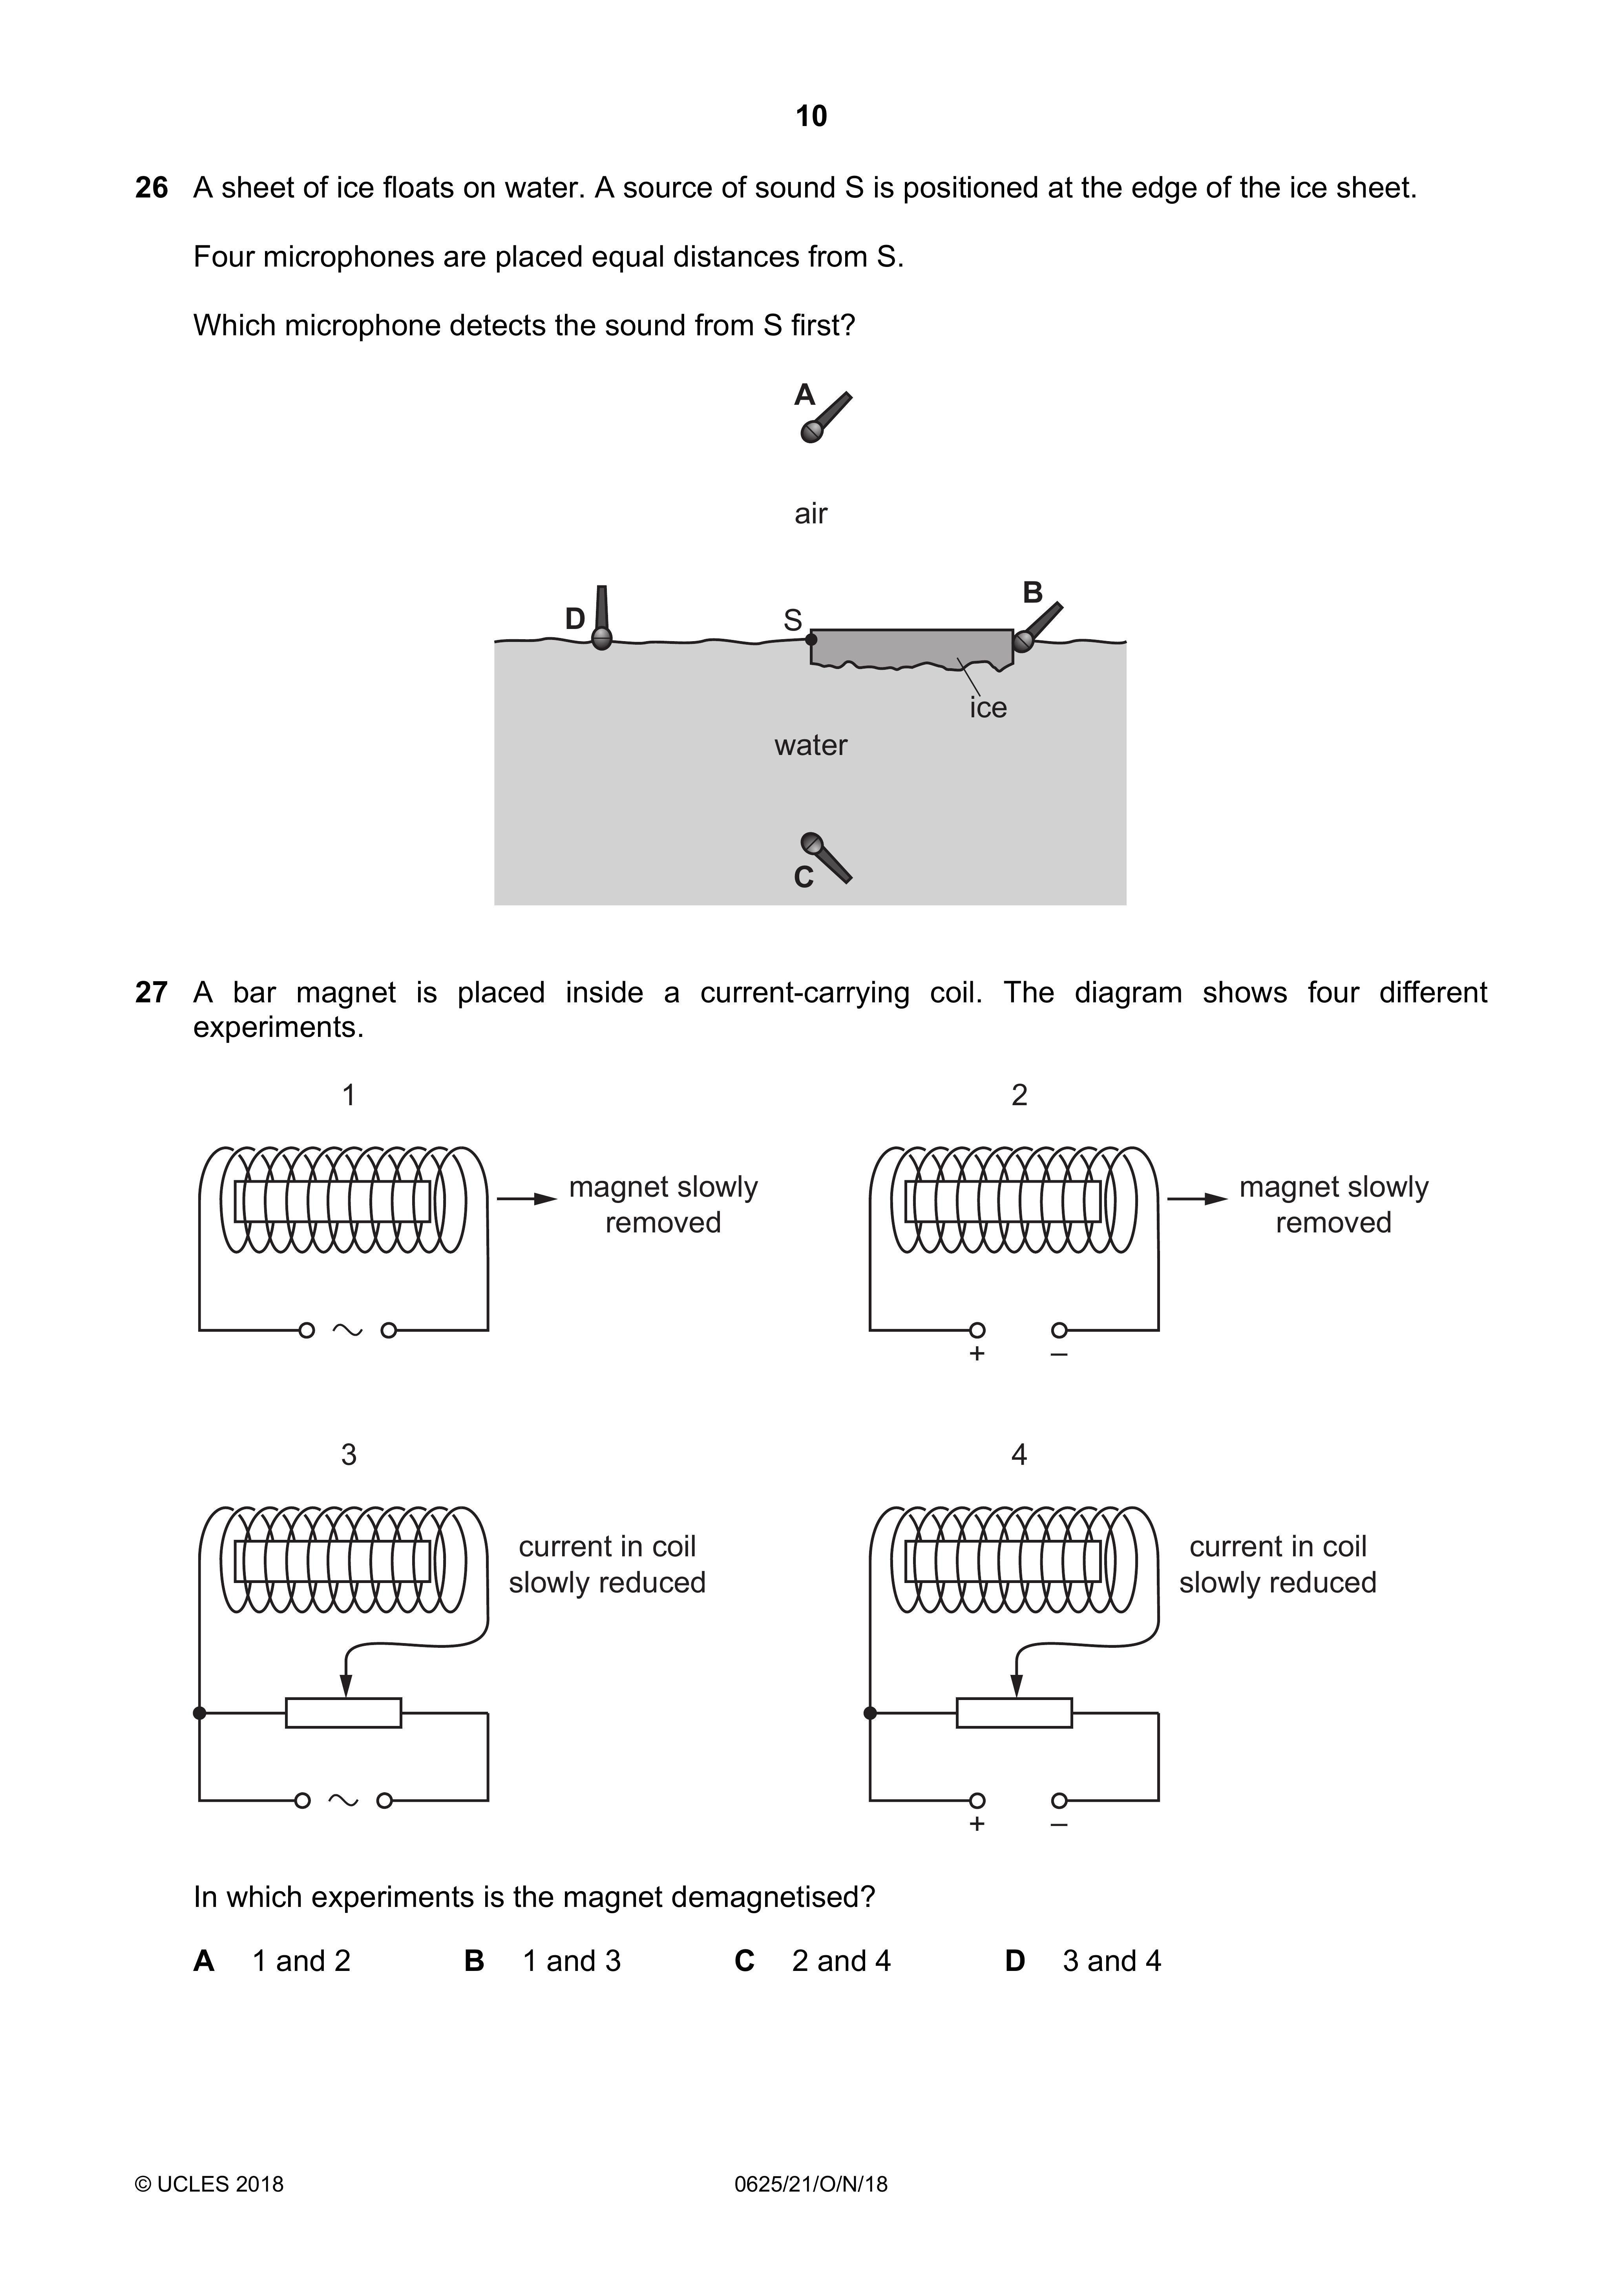 10
26 A sheet of ice floats on water. A source of sound S is positioned at the edge of the ice sheet.
Four microphones are placed equal distances from S.
Which microphone detects the sound from S first?
A
air
D
S
B
ice
water
C
27 A bar magnet is placed inside a current-carrying coil. The diagram shows four different
experiments.
1
2
magnet slowly
removed
magnet slowly
removed
+ –
3
4
current in coil
slowly reduced
current in coil
slowly reduced
+ –
In which experiments is the magnet demagnetised?
A 1 and 2 B 1 and 3 C 2 and 4 D 3 and 4
© UCLES 2018 0625/21/O/N/18